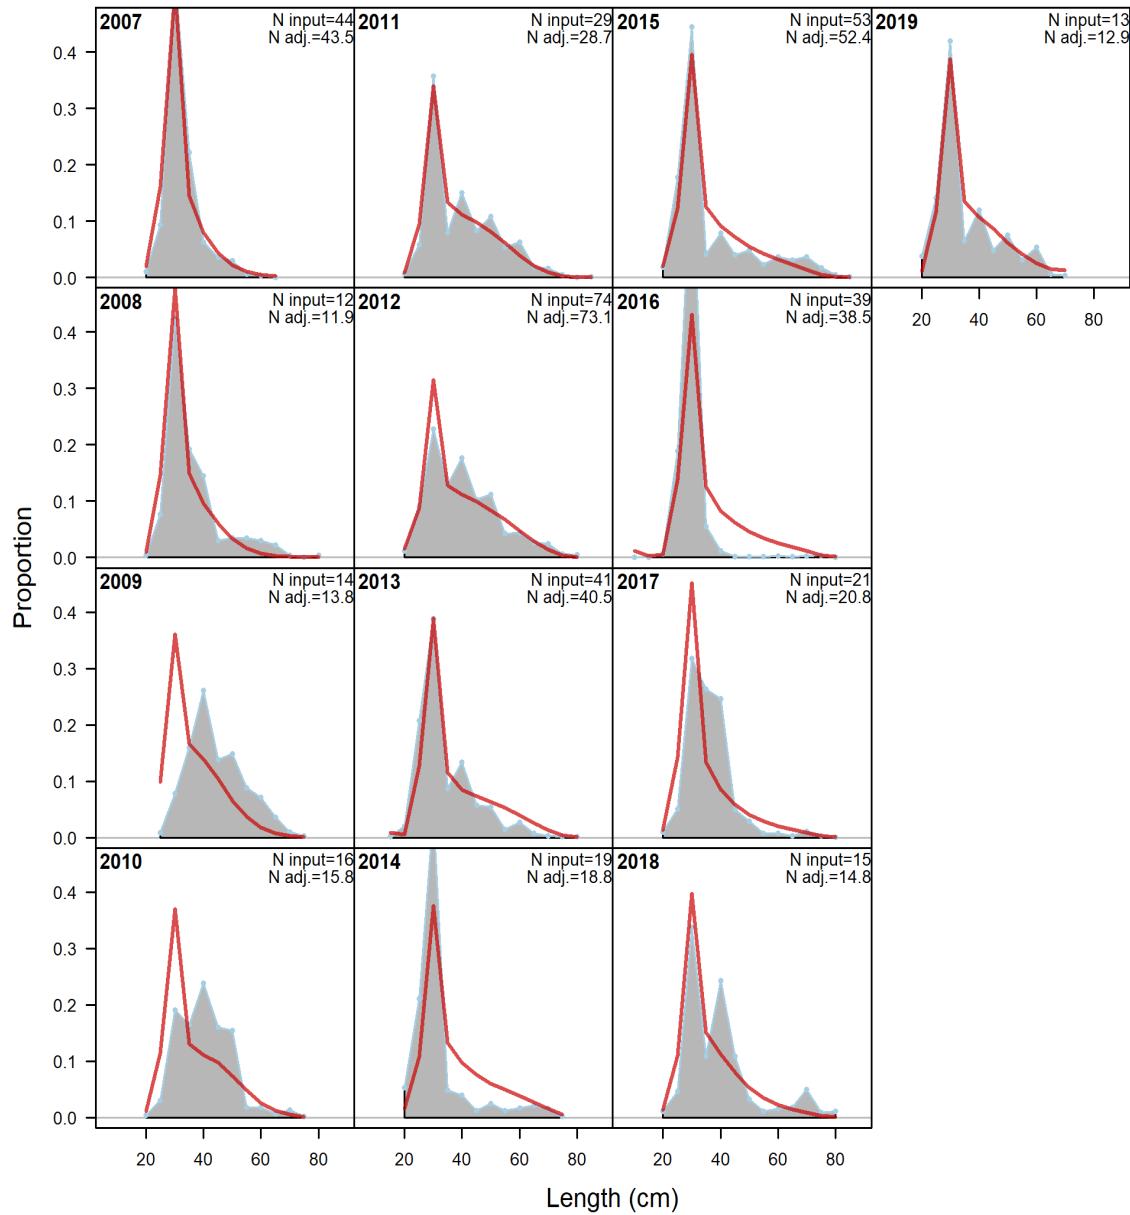 2007
N input=44
N adj.=43.5
2011
N input=29
N adj.=28.7
2015
N input=53
N adj.=52.4
2019
N input=13
N adj.=12.9
0.4
0.3
0.2
0.1
0.0
2008
N input=12
N adj.=11.9
2012
N input=74
N adj.=73.1
2016
N input=39
N adj.=38.5
20 40 60 80
0.4
0.3
0.2
0.1
0.0
Proportion
2009
N input=14
N adj.=13.8
2013
N input=41
N adj.=40.5
2017
N input=21
N adj.=20.8
0.4
0.3
0.2
0.1
0.0
2010
N input=16
N adj.=15.8
2014
N input=19
N adj.=18.8
2018
N input=15
N adj.=14.8
0.4
0.3
0.2
0.1
0.0
20 40 60 80 20 40 60 80 20 40 60 80
Length (cm)